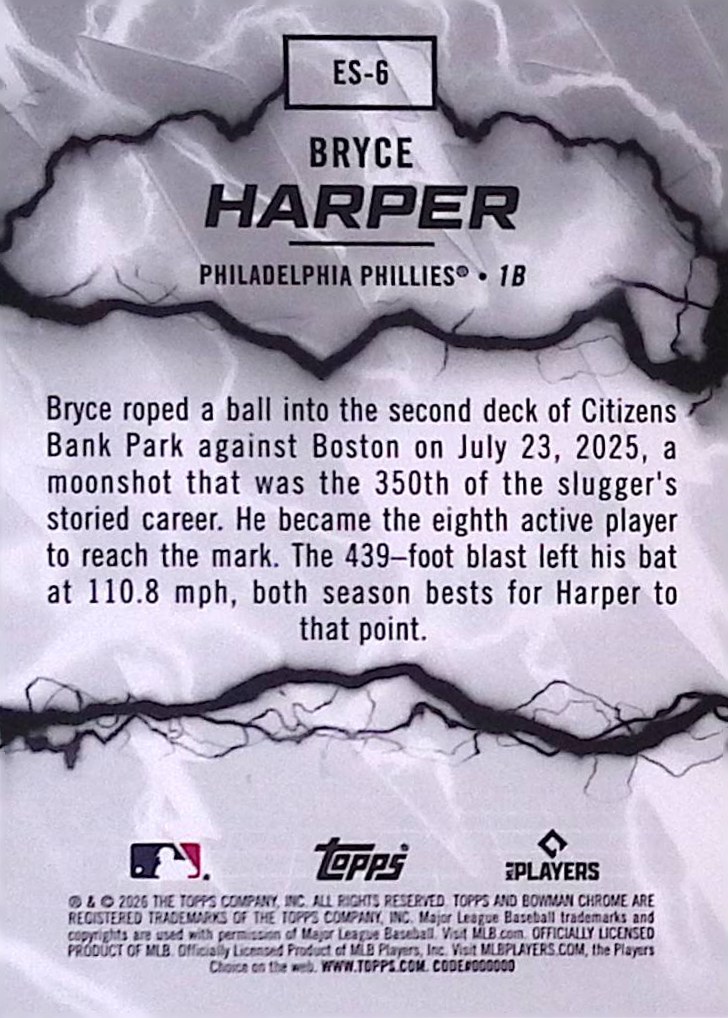 ES-6
BRYCE
HARPER
PHILADELPHIA PHILLIES® • 1B
Bryce roped a ball into the second deck of Citizens
Bank Park against Boston on July 23, 2025, a
moonshot that was the 350th of the slugger's
storied career. He became the eighth active player
to reach the mark. The 439–foot blast left his bat
at 110.8 mph, both season bests for Harper to
that point.
topps
MLB PLAYERS
® & © 2026 THE TOPPS COMPANY, INC. ALL RIGHTS RESERVED. TOPPS AND BOWMAN CHROME ARE
REGISTERED TRADEMARKS OF THE TOPPS COMPANY, INC. Major League Baseball trademarks and
copyrights are used with permission of Major League Baseball. Visit MLB.com. OFFICIALLY LICENSED
PRODUCT OF MLB. Officially Licensed Product of MLB Players, Inc. Visit MLBPLAYERS.COM, the Players
Choice on the web. WWW.TOPPS.COM. CODE#000000